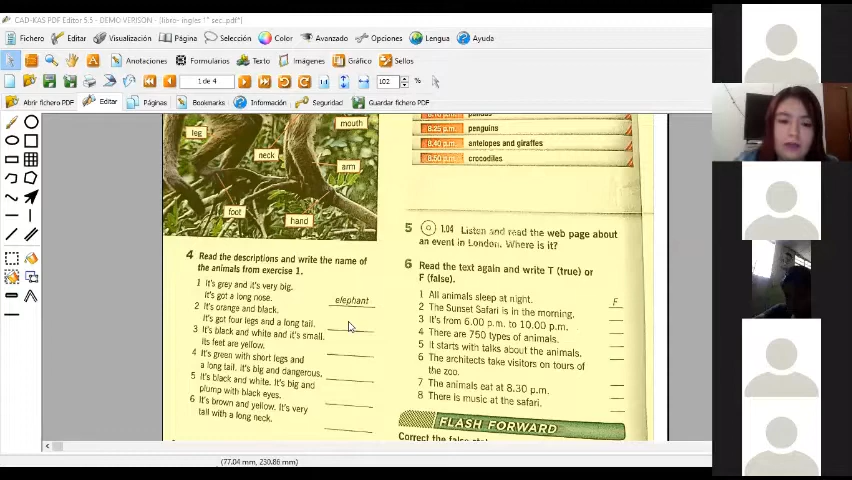 CAD-KAS PDF Editor 5.5 - DEMO VERISON - [libro- ingles 1° sec..pdf*]
Fichero Editar Visualización Página Selección Color Avanzado Opciones Lengua Ayuda
Anotaciones Formularios Texto Imágenes Gráfico Sellos
1 de 4 102 %
Abrir fichero PDF Editar Páginas Bookmarks Información Seguridad Guardar fichero PDF
leg
mouth
neck
arm
foot
hand
8.25 p.m. penguins
8.40 p.m. antelopes and giraffes
8.50 p.m. crocodiles
4 Read the descriptions and write the name of
the animals from exercise 1.
1 It's grey and it's very big.
It's got a long nose. elephant
2 It's orange and black.
It's got four legs and a long tail.
3 It's black and white and it's small.
Its feet are yellow.
4 It's green with short legs and
a long tail. It's big and dangerous.
5 It's black and white. It's big and
plump with black eyes.
6 It's brown and yellow. It's very
tall with a long neck.
5 1.04 Listen and read the web page about
an event in London. Where is it?
6 Read the text again and write T (true) or
F (false).
1 All animals sleep at night. F
2 The Sunset Safari is in the morning.
3 It's from 6.00 p.m. to 10.00 p.m.
4 There are 750 types of animals.
5 It starts with talks about the animals.
6 The architects take visitors on tours of
the zoo.
7 The animals eat at 8.30 p.m.
8 There is music at the safari.
FLASH FORWARD
Correct the false
(77.04 mm, 230.86 mm)